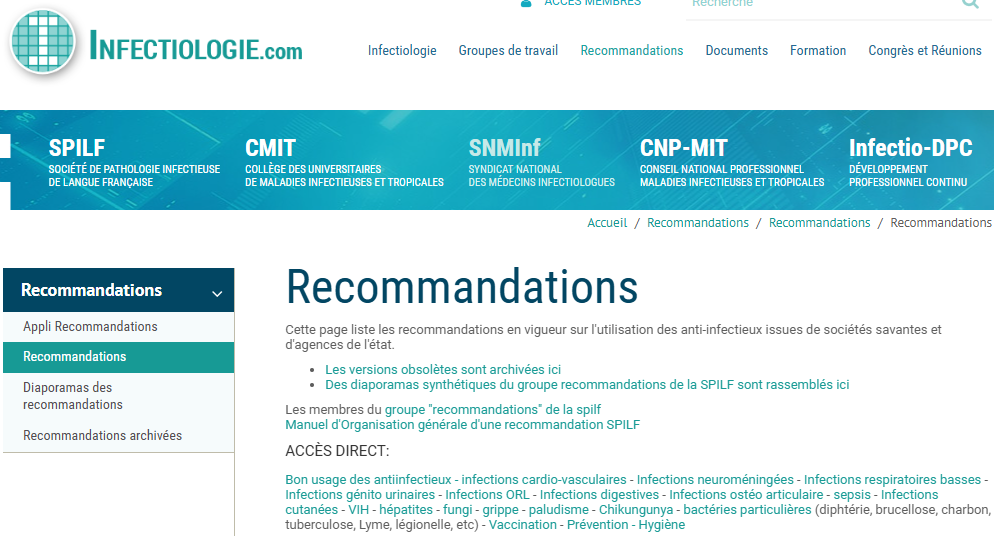 ACCÈS MEMBRES
Recherche
INFECTIOLOGIE.com
Infectiologie Groupes de travail Recommandations Documents Formation Congrès et Réunions
SPILF
SOCIÉTÉ DE PATHOLOGIE INFECTIEUSE
DE LANGUE FRANÇAISE
CMIT
COLLÈGE DES UNIVERSITAIRES
DE MALADIES INFECTIEUSES ET TROPICALES
SNMInf
SYNDICAT NATIONAL
DES MÉDECINS INFECTIOLOGUES
CNP-MIT
CONSEIL NATIONAL PROFESSIONNEL
MALADIES INFECTIEUSES ET TROPICALES
Infectio-DPC
DÉVELOPPEMENT
PROFESSIONNEL CONTINU
Accueil / Recommandations / Recommandations / Recommandations
Recommandations
Appli Recommandations
Recommandations
Diaporamas des
recommandations
Recommandations archivées
Recommandations
Cette page liste les recommandations en vigueur sur l'utilisation des anti-infectieux issues de sociétés savantes et
d'agences de l'état.
• Les versions obsolètes sont archivées ici
• Des diaporamas synthétiques du groupe recommandations de la SPILF sont rassemblés ici
Les membres du groupe "recommandations" de la spilf
Manuel d'Organisation générale d'une recommandation SPILF
ACCÈS DIRECT:
Bon usage des antiinfectieux - infections cardio-vasculaires - Infections neuroméningées - Infections respiratoires basses -
Infections génito urinaires - Infections ORL - Infections digestives - Infections ostéo articulaire - sepsis - Infections
cutanées - VIH - hépatites - fungi - grippe - paludisme - Chikungunya - bactéries particulières (diphtérie, brucellose, charbon,
tuberculose, Lyme, légionelle, etc) - Vaccination - Prévention - Hygiène